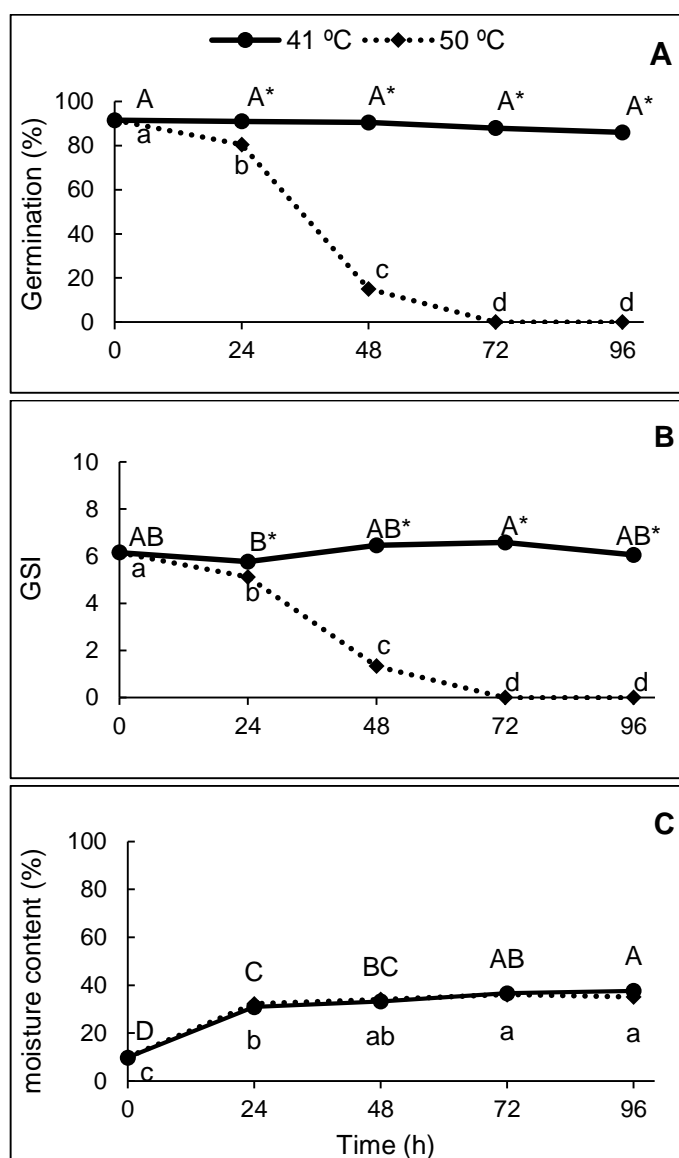 41 ºC 50 ºC
A
Germination (%)
100
80
60
40
20
0
A A* A* A* A*
a b c d d
0 24 48 72 96
B
GSI
10
8
6
4
2
0
AB B* AB* A* AB*
a b c d d
0 24 48 72 96
C
moisture content (%)
100
80
60
40
20
0
D C BC AB A
c b ab a a
0 24 48 72 96
Time (h)